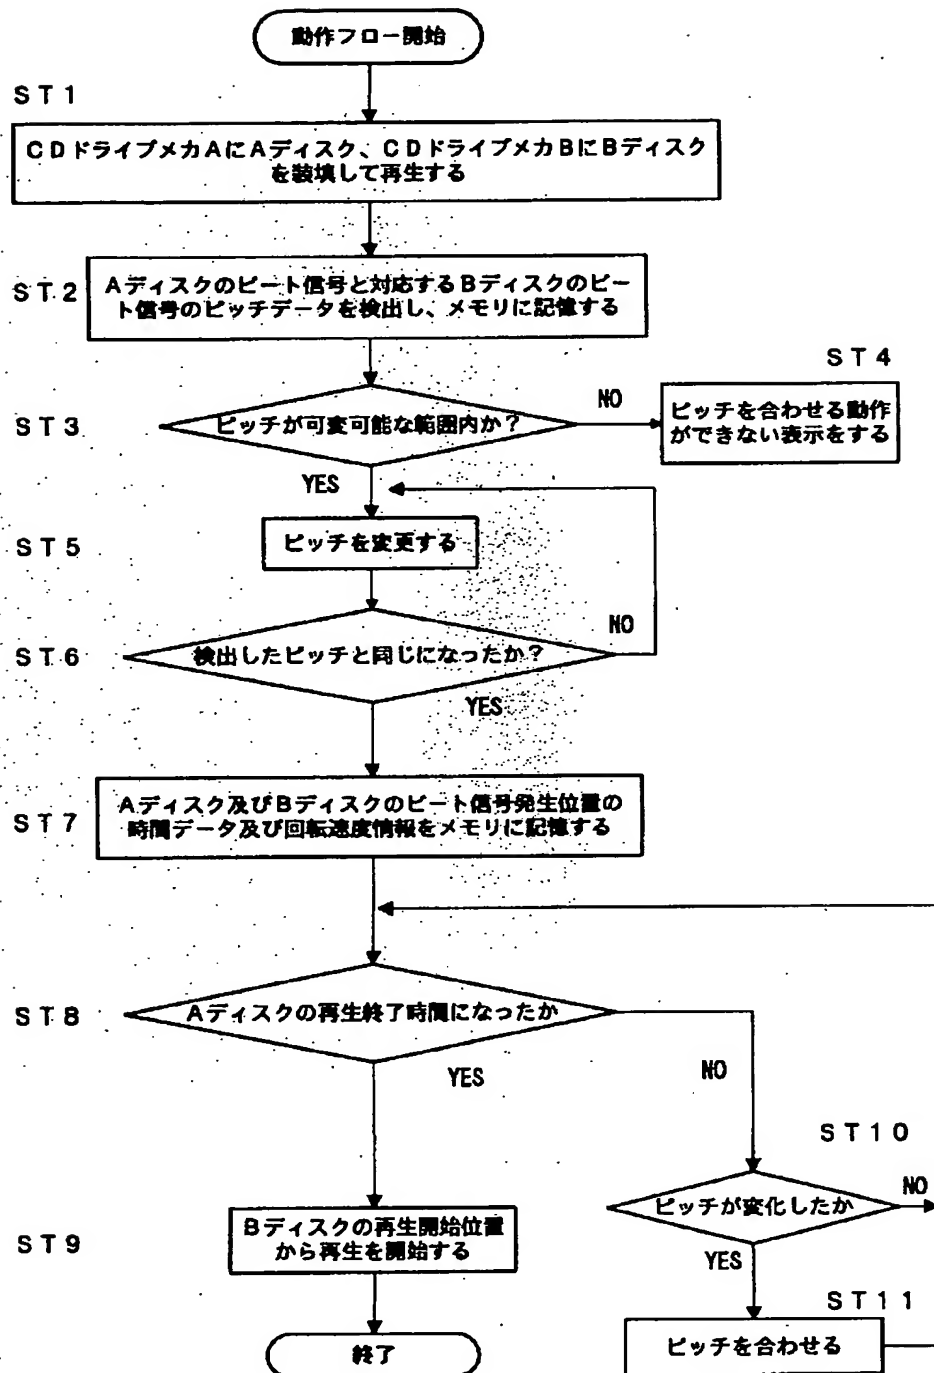 動作フロー開始
ST1
CDドライブメカAにAディスク、CDドライブメカBにBディスク
を装填して再生する
ST2
Aディスクのビート信号と対応するBディスクのビー
ト信号のピッチデータを検出し、メモリに記憶する
ST3
ピッチが可変可能な範囲内か?
NO
ST4
ピッチを合わせる動作
ができない表示をする
YES
ST5
ピッチを変更する
ST6
検出したピッチと同じになったか?
NO
YES
ST7
Aディスク及びBディスクのビート信号発生位置の
時間データ及び回転速度情報をメモリに記憶する
ST8
Aディスクの再生終了時間になったか
YES
NO
ST10
ピッチが変化したか
NO
YES
ST9
Bディスクの再生開始位置
から再生を開始する
ST11
ピッチを合わせる
終了